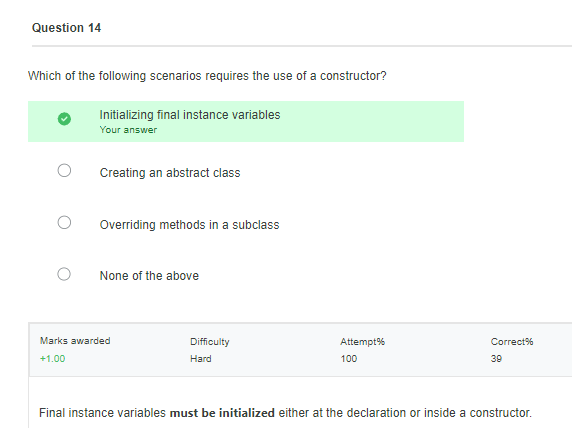 Question 14
Which of the following scenarios requires the use of a constructor?
Initializing final instance variables
Your answer
Creating an abstract class
Overriding methods in a subclass
None of the above
Marks awarded Difficulty Attempt% Correct%
+1.00 Hard 100 39
Final instance variables must be initialized either at the declaration or inside a constructor.